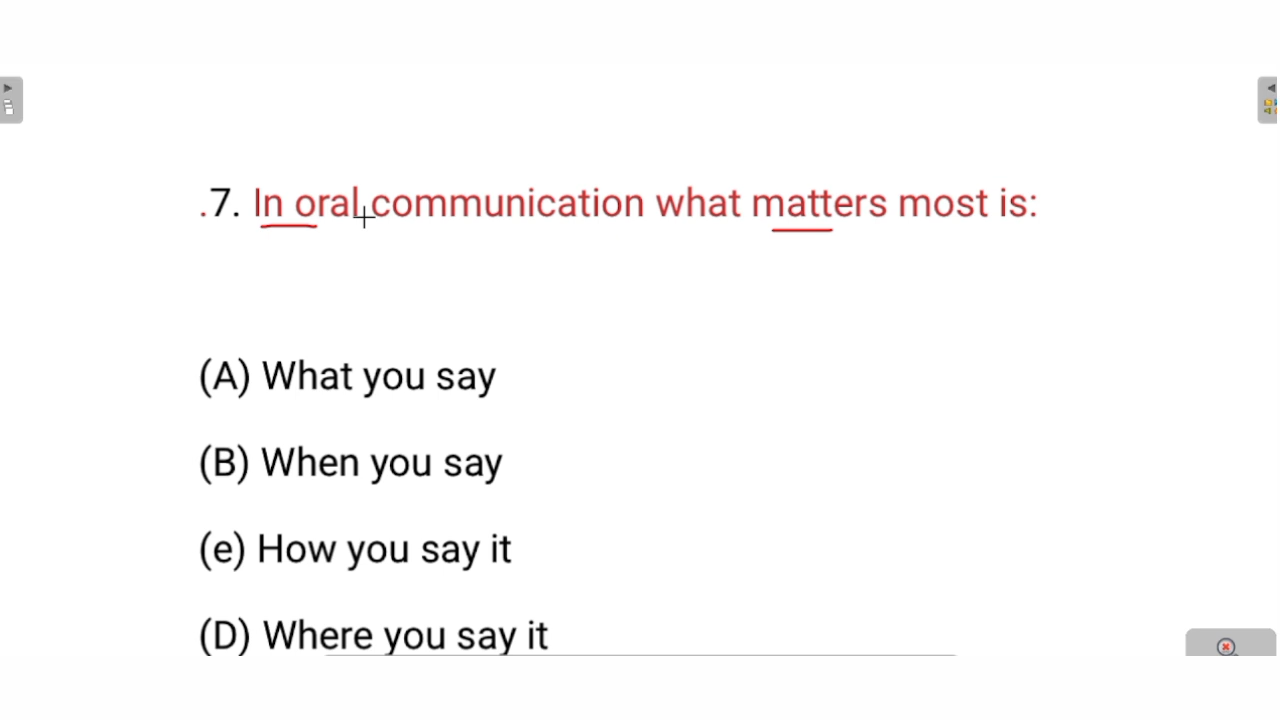 .7. In oral communication what matters most is:
(A) What you say
(B) When you say
(e) How you say it
(D) Where you say it